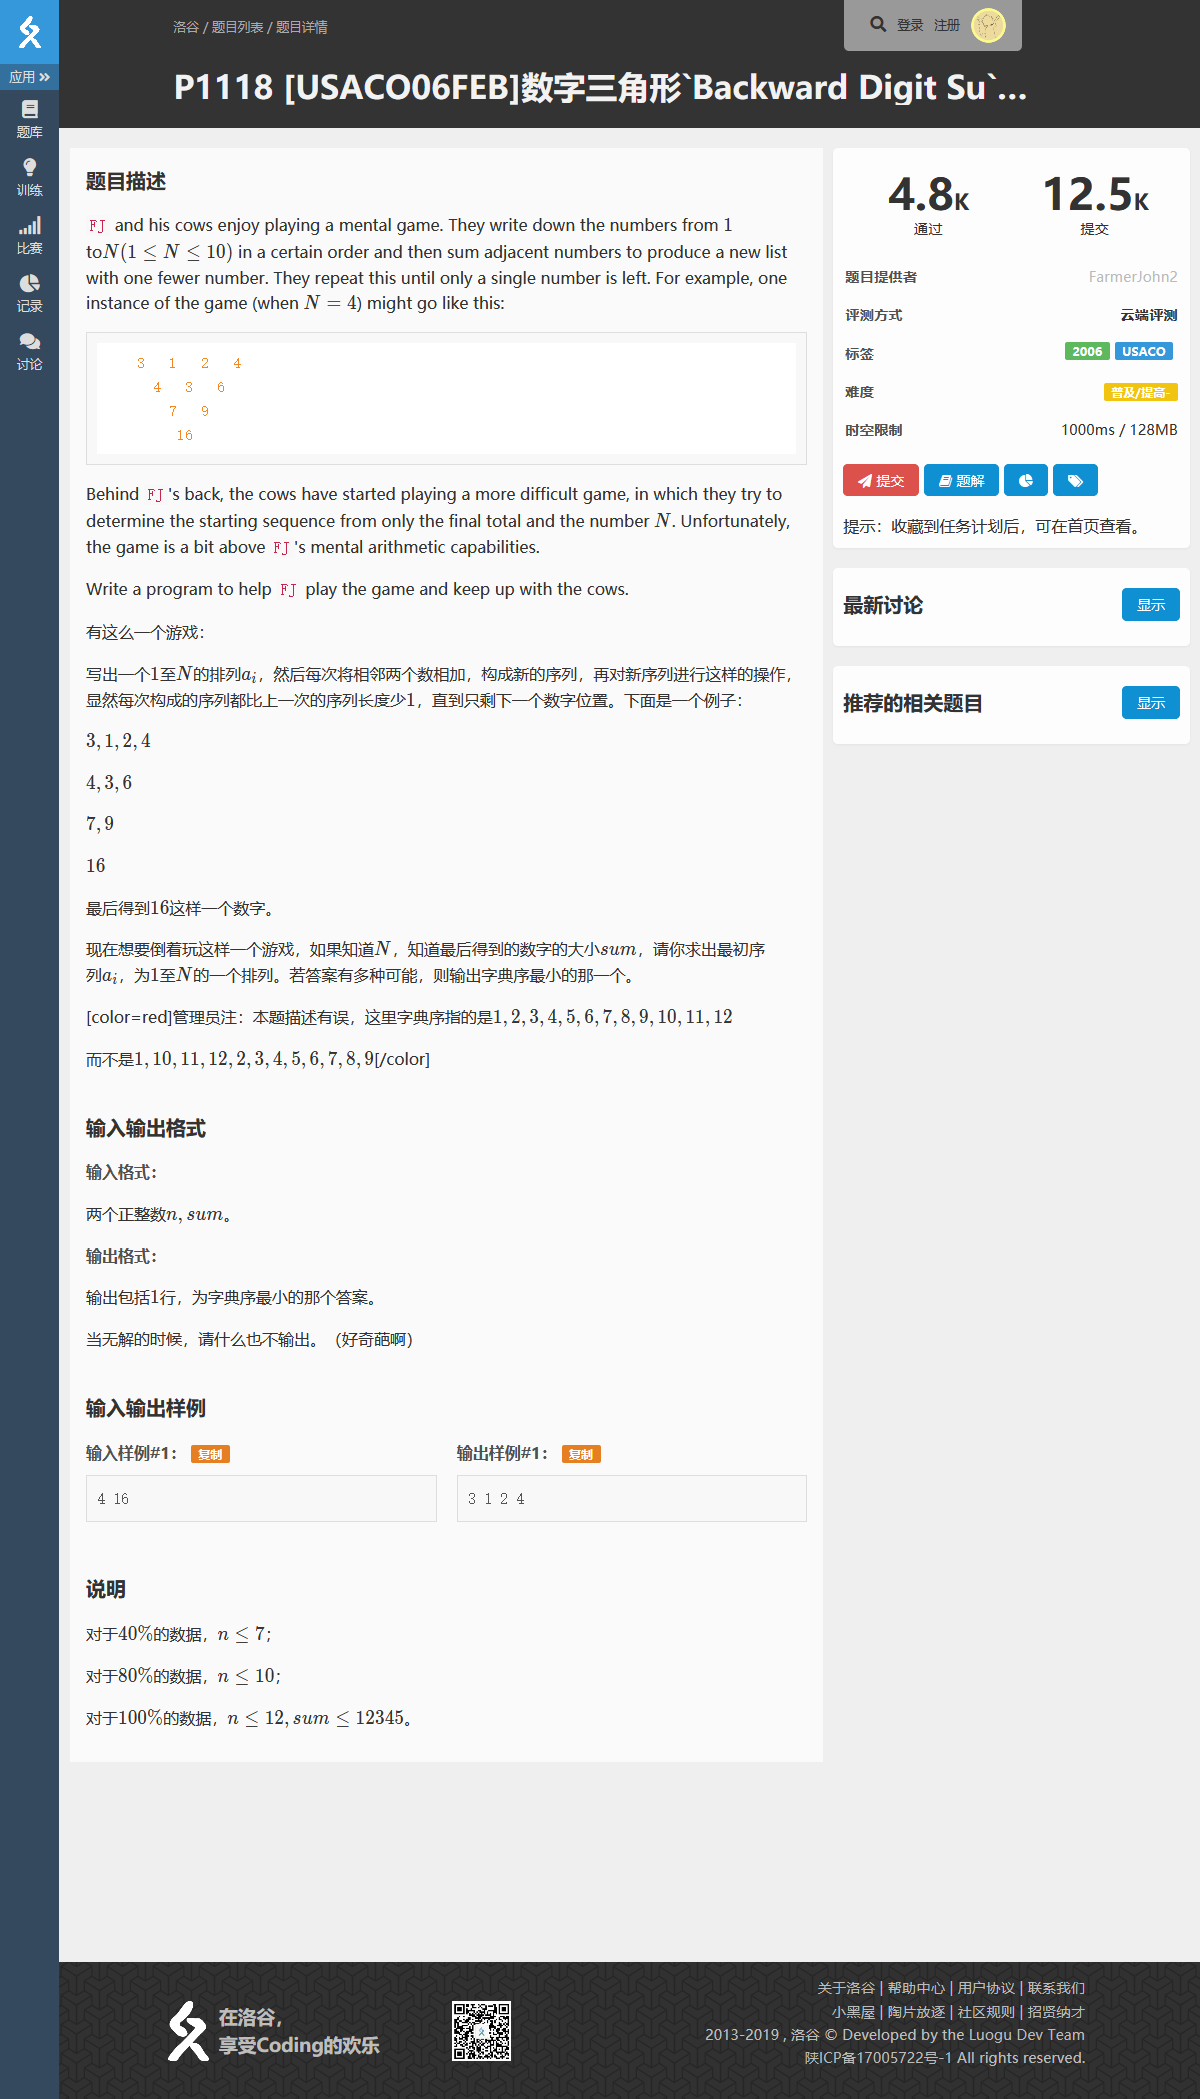 洛谷 / 题目列表 / 题目详情
登录 注册
P1118 [USACO06FEB]数字三角形`Backward Digit Su`…
应用
题库
训练
比赛
记录
讨论
题目描述
FJ and his cows enjoy playing a mental game. They write down the numbers from 1
toN(1 ≤ N ≤ 10) in a certain order and then sum adjacent numbers to produce a new list
with one fewer number. They repeat this until only a single number is left. For example, one
instance of the game (when N = 4) might go like this:
3 1 2 4
4 3 6
7 9
16
Behind FJ 's back, the cows have started playing a more difficult game, in which they try to
determine the starting sequence from only the final total and the number N. Unfortunately,
the game is a bit above FJ 's mental arithmetic capabilities.
Write a program to help FJ play the game and keep up with the cows.
有这么一个游戏：
写出一个1至N的排列a_i，然后每次将相邻两个数相加，构成新的序列，再对新序列进行这样的操作，
显然每次构成的序列都比上一次的序列长度少1，直到只剩下一个数字位置。下面是一个例子：
3, 1, 2, 4
4, 3, 6
7, 9
16
最后得到16这样一个数字。
现在想要倒着玩这样一个游戏，如果知道N，知道最后得到的数字的大小sum，请你求出最初序
列a_i，为1至N的一个排列。若答案有多种可能，则输出字典序最小的那一个。
[color=red]管理员注：本题描述有误，这里字典序指的是1, 2, 3, 4, 5, 6, 7, 8, 9, 10, 11, 12
而不是1, 10, 11, 12, 2, 3, 4, 5, 6, 7, 8, 9[/color]
输入输出格式
输入格式：
两个正整数n, sum。
输出格式：
输出包括1行，为字典序最小的那个答案。
当无解的时候，请什么也不输出。（好奇葩啊）
输入输出样例
输入样例#1： 复制
4 16
输出样例#1： 复制
3 1 2 4
说明
对于40%的数据，n ≤ 7；
对于80%的数据，n ≤ 10；
对于100%的数据，n ≤ 12, sum ≤ 12345。
4.8K 12.5K
通过 提交
题目提供者 FarmerJohn2
评测方式 云端评测
标签 2006 USACO
难度 普及/提高-
时空限制 1000ms / 128MB
提交 题解
提示：收藏到任务计划后，可在首页查看。
最新讨论 显示
推荐的相关题目 显示
在洛谷，
享受Coding的欢乐
关于洛谷 | 帮助中心 | 用户协议 | 联系我们
小黑屋 | 陶片放逐 | 社区规则 | 招贤纳才
2013-2019 , 洛谷 © Developed by the Luogu Dev Team
陕ICP备17005722号-1 All rights reserved.